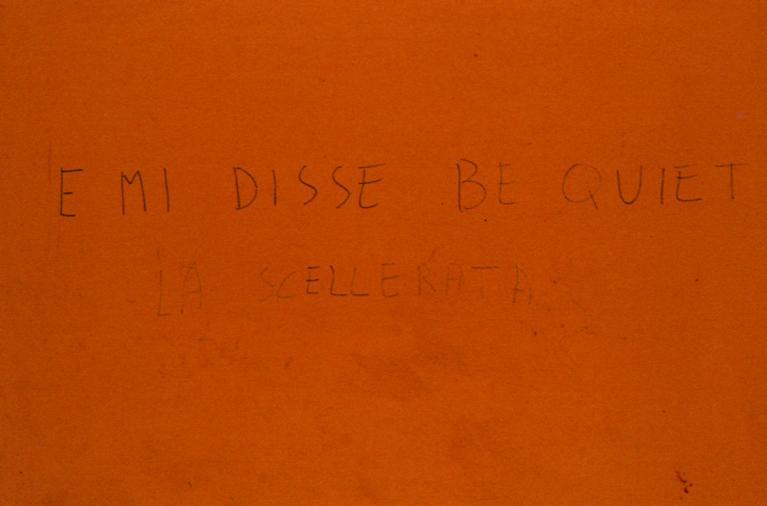 E MI DISSE BE QUIET
LA SCELLERATA